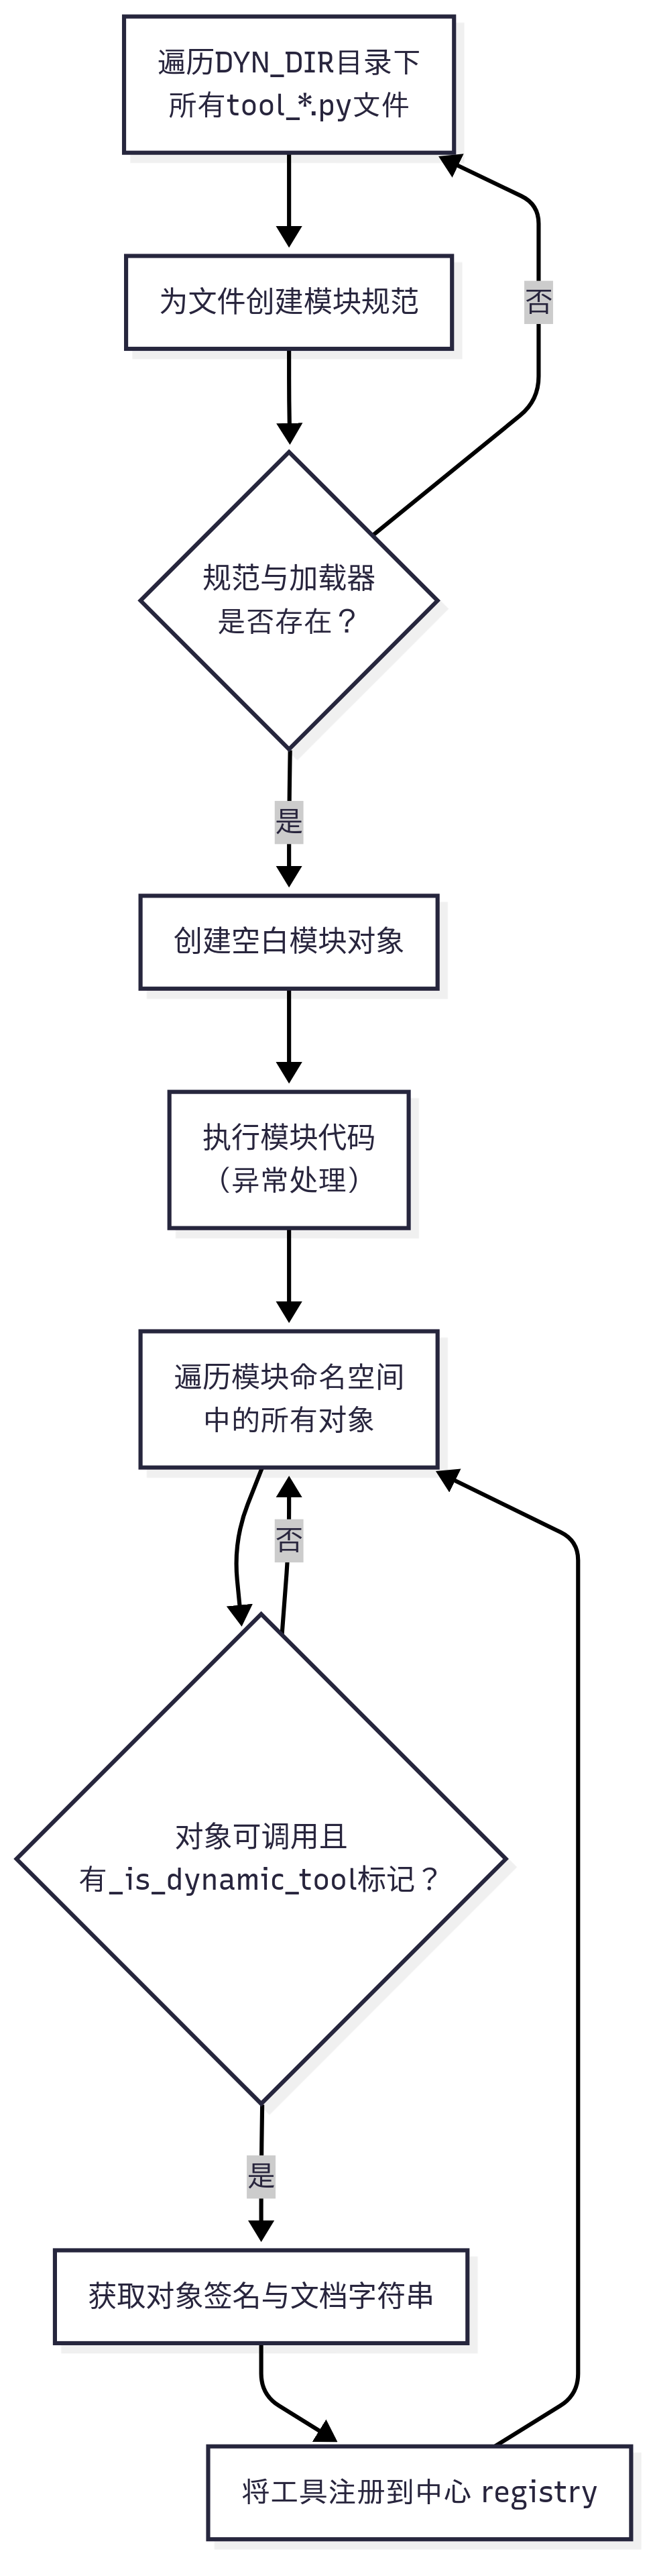 遍历DYN_DIR目录下
所有tool_*.py文件
为文件创建模块规范
否
规范与加载器
是否存在？
是
创建空白模块对象
执行模块代码
（异常处理）
遍历模块命名空间
中的所有对象
否
对象可调用且
有_is_dynamic_tool标记？
是
获取对象签名与文档字符串
将工具注册到中心 registry